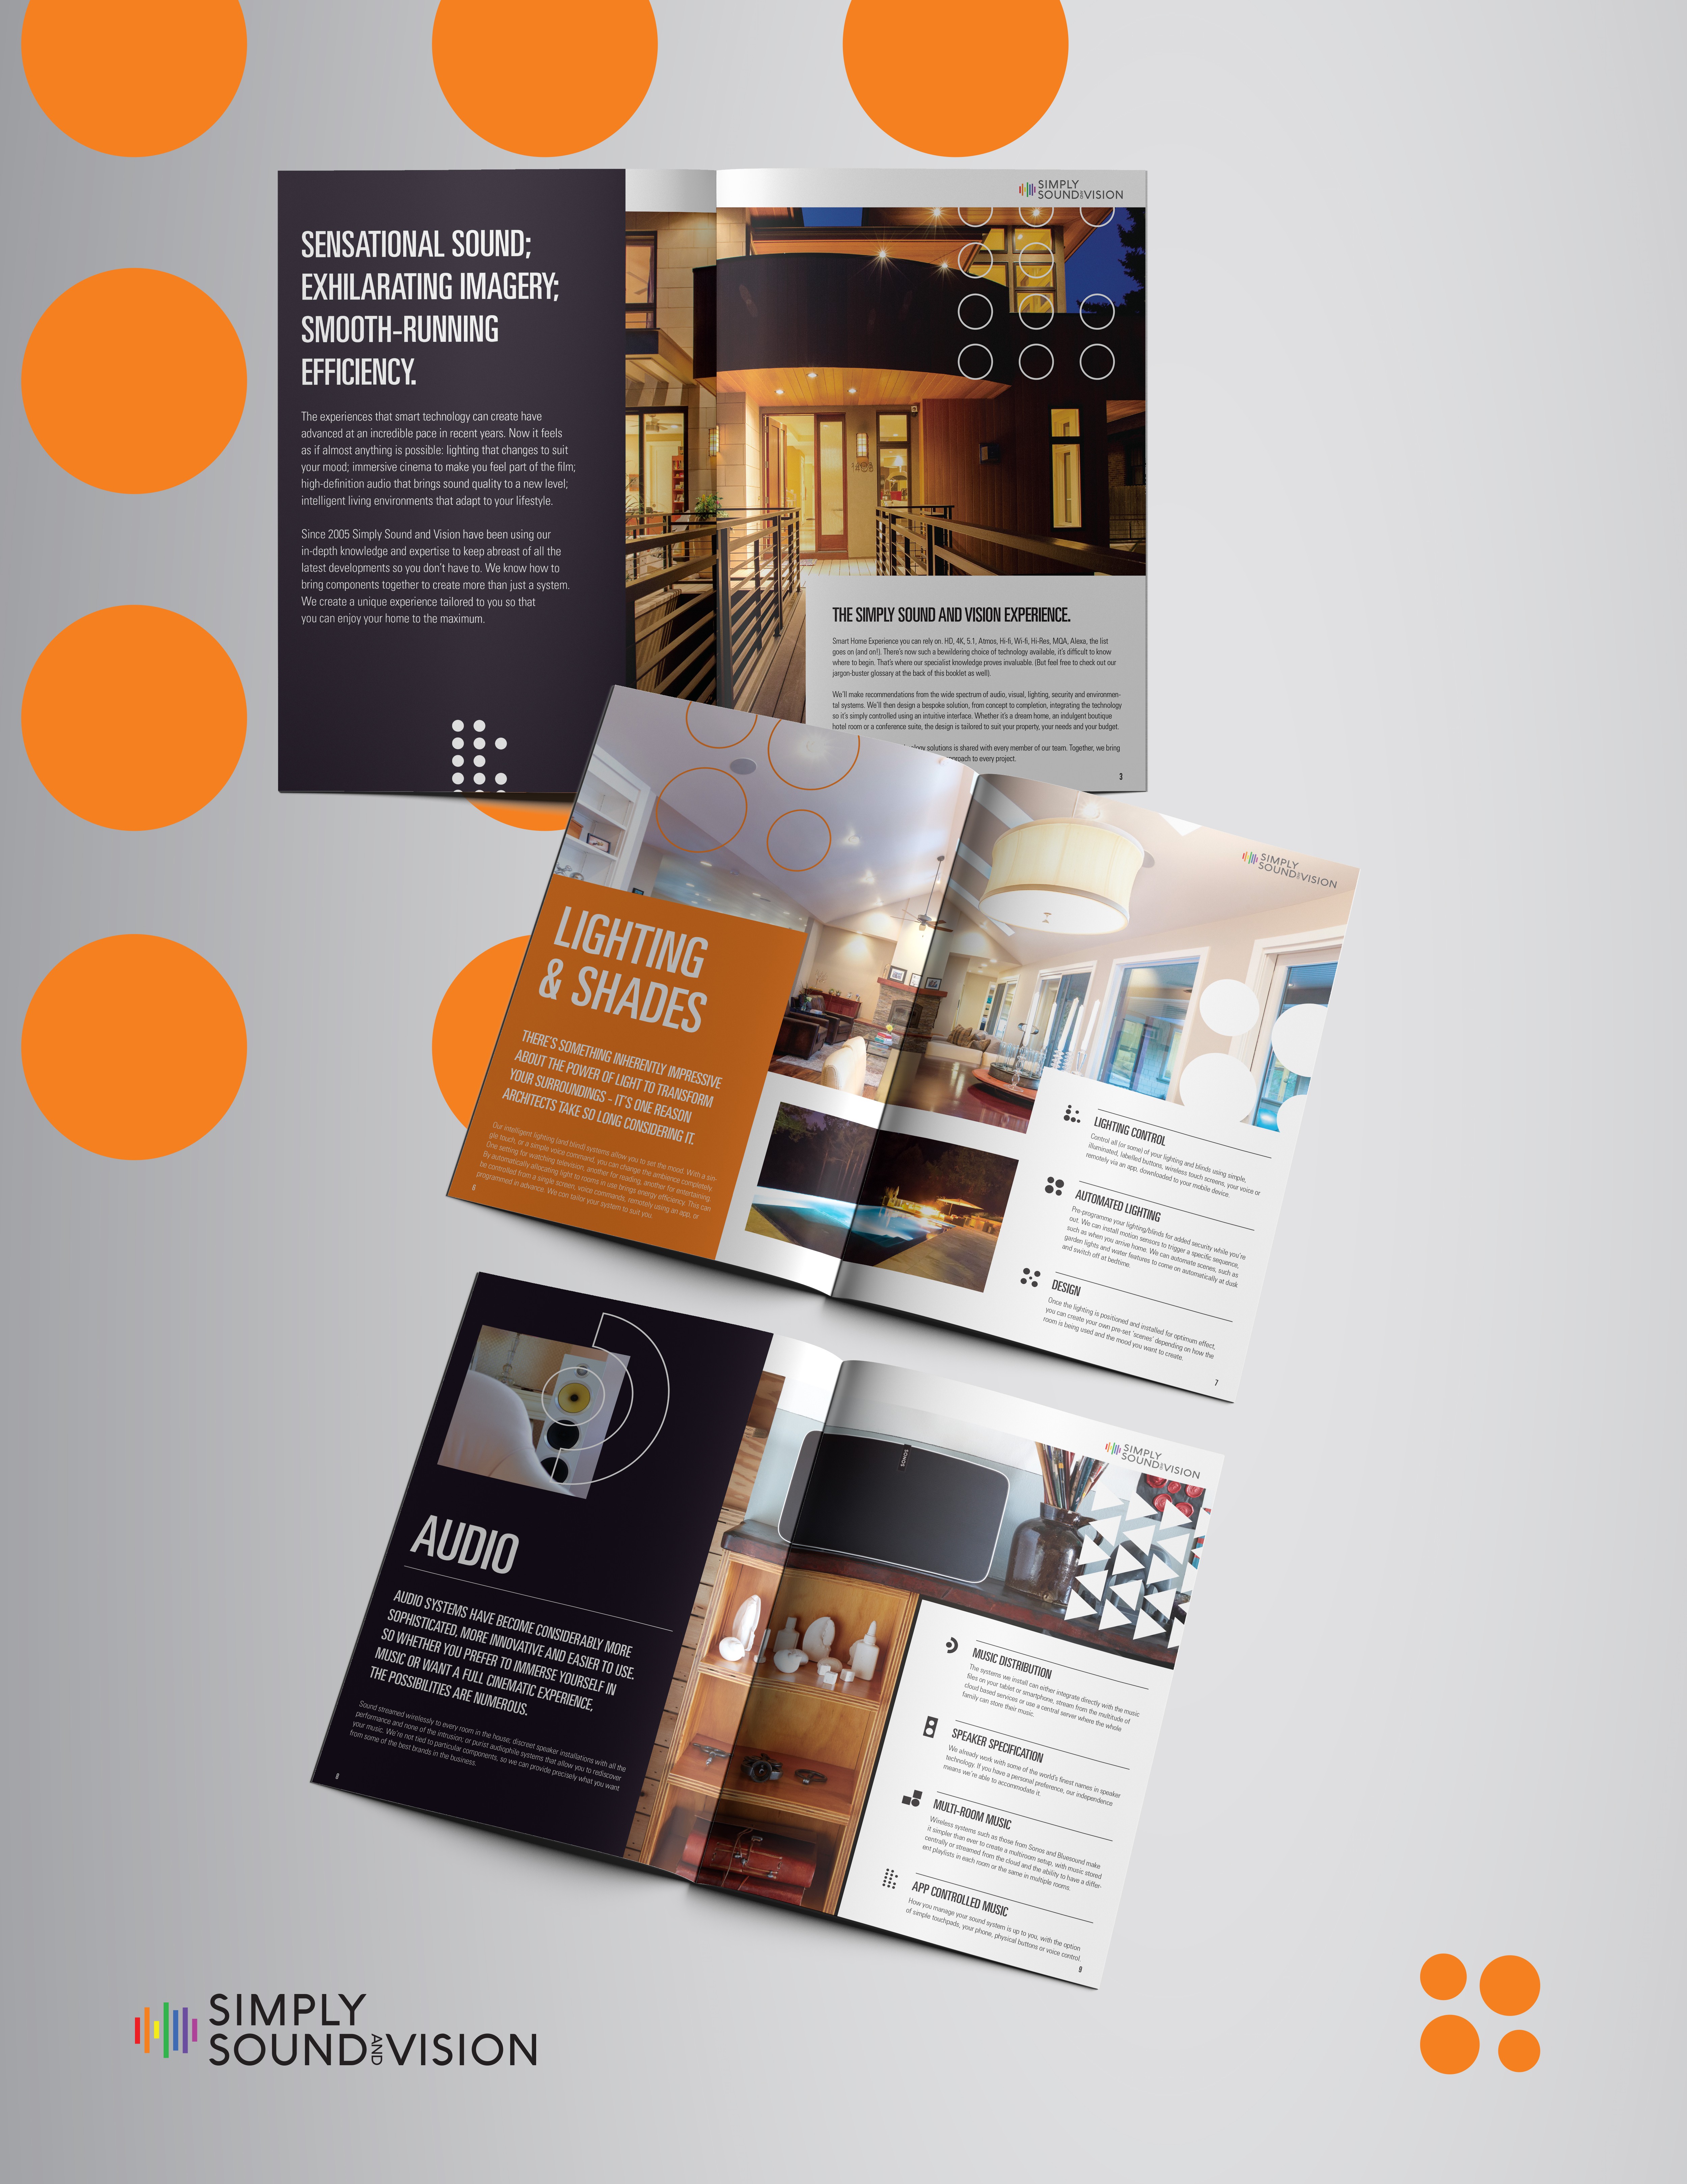 SENSATIONAL SOUND;
EXHILARATING IMAGERY;
SMOOTH-RUNNING
EFFICIENCY.
The experiences that smart technology can create have
advanced at an incredible pace in recent years. Now it feels
as if almost anything is possible: lighting that changes to suit
your mood; immersive cinema to make you feel part of the film;
high-definition audio that brings sound quality to a new level;
intelligent living environments that adapt to your lifestyle.
Since 2005 Simply Sound and Vision have been using our
in-depth knowledge and expertise to keep abreast of all the
latest developments so you don't have to. We know how to
bring components together to create more than just a system.
We create a unique experience tailored to you so that
you can enjoy your home to the maximum.
SIMPLY
SOUND AND VISION
THE SIMPLY SOUND AND VISION EXPERIENCE.
Smart Home Experience you can rely on. HD, 4K, 5.1, Atmos, Hi-fi, Wi-fi, Hi-Res, MQA, Alexa, the list
goes on (and on!). There's now such a bewildering choice of technology available, it's difficult to know
where to begin. That's where our specialist knowledge proves invaluable. (But feel free to check out our
jargon-buster glossary at the back of this booklet as well).
We'll make recommendations from the wide spectrum of audio, visual, lighting, security and environmen-
tal systems. We'll then design a bespoke solution, from concept to completion, integrating the technology
so it's simply controlled using an intuitive interface. Whether it's a dream home, an indulgent boutique
hotel room or a conference suite, the design is tailored to suit your property, your needs and your budget.
solutions is shared with every member of our team. Together, we bring
to every project.
3
LIGHTING
& SHADES
THERE'S SOMETHING INHERENTLY IMPRESSIVE
ABOUT THE POWER OF LIGHT TO TRANSFORM
YOUR SURROUNDINGS - IT'S ONE REASON
ARCHITECTS TAKE SO LONG CONSIDERING IT.
Our intelligent lighting (and blind) systems allow you to set the mood. With a sin-
gle touch, or a simple voice command, you can change the ambience completely.
One setting for watching television, another for reading, another for entertaining.
By automatically allocating light to rooms in use brings energy efficiency. This can
be controlled from a single screen, voice commands, remotely using an app, or
programmed in advance. We can tailor your system to suit you.
6
SIMPLY
SOUND AND VISION
LIGHTING CONTROL
Control all (or some) of your lighting and blinds using simple,
illuminated, labelled buttons, wireless touch screens, your voice or
remotely via an app, downloaded to your mobile device.
AUTOMATED LIGHTING
Pre-programme your lighting/blinds for added security while you're
out. We can install motion sensors to trigger a specific sequence,
such as when you arrive home. We can automate scenes, such as
garden lights and water features to come on automatically at dusk
and switch off at bedtime.
DESIGN
Once the lighting is positioned and installed for optimum effect,
you can create your own pre-set 'scenes' depending on how the
room is being used and the mood you want to create.
7
AUDIO
AUDIO SYSTEMS HAVE BECOME CONSIDERABLY MORE
SOPHISTICATED, MORE INNOVATIVE AND EASIER TO USE.
SO WHETHER YOU PREFER TO IMMERSE YOURSELF IN
MUSIC OR WANT A FULL CINEMATIC EXPERIENCE,
THE POSSIBILITIES ARE NUMEROUS.
Sound streamed wirelessly to every room in the house; discreet speaker installations with all the
performance and none of the intrusion; or purist audiophile systems that allow you to rediscover
your music. We're not tied to particular components, so we can provide precisely what you want
from some of the best brands in the business.
8
SONOS
SIMPLY
SOUND AND VISION
MUSIC DISTRIBUTION
The systems we install can either integrate directly with the music
files on your tablet or smartphone, stream from the multitude of
cloud based services or use a central server where the whole
family can store their music.
SPEAKER SPECIFICATION
We already work with some of the world's finest names in speaker
technology. If you have a personal preference, our independence
means we're able to accommodate it.
MULTI-ROOM MUSIC
Wireless systems such as those from Sonos and Bluesound make
it simpler than ever to create a multiroom setup, with music stored
centrally or streamed from the cloud and the ability to have a differ-
ent playlists in each room or the same in multiple rooms.
APP CONTROLLED MUSIC
How you manage your sound system is up to you, with the option
of simple touchpads, your phone, physical buttons or voice control.
9
SIMPLY
SOUND AND VISION